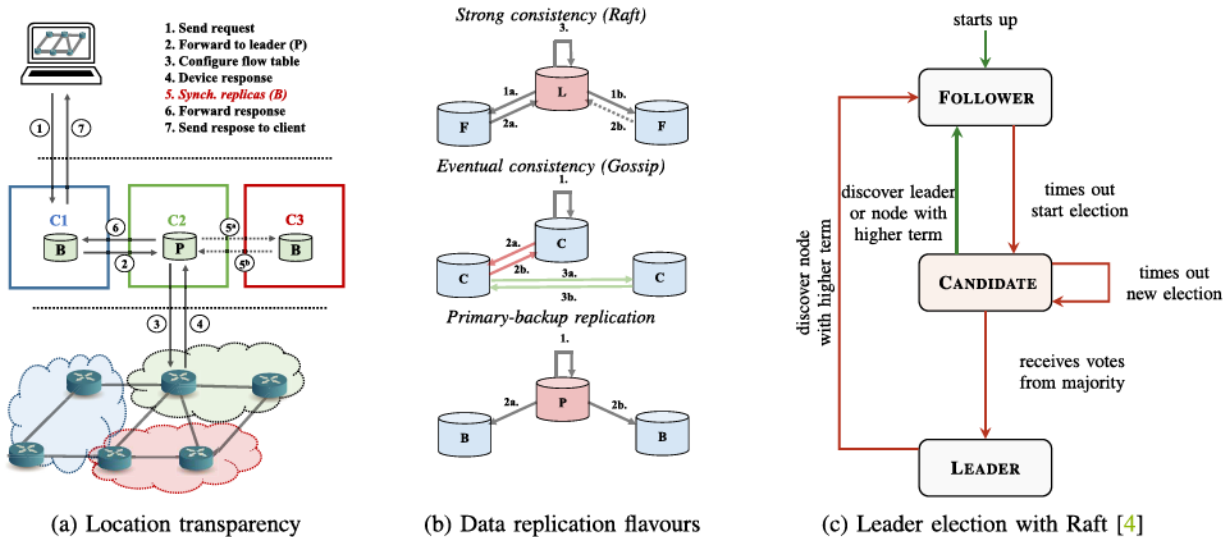 1. Send request
2. Forward to leader (P)
3. Configure flow table
4. Device response
5. Synch. replicas (B)
6. Forward response
7. Send respose to client
1
7
C1
C2
C3
6
5ᵃ
B
P
B
2
5ᵇ
3
4
(a) Location transparency
Strong consistency (Raft)
3.
L
1a.
1b.
F
2a.
2b.
F
Eventual consistency (Gossip)
1.
C
2a.
2b.
C
3a.
C
3b.
Primary-backup replication
1.
P
2a.
2b.
B
B
(b) Data replication flavours
starts up
FOLLOWER
discover leader
or node with
higher term
times out
start election
discover node
with higher term
CANDIDATE
times out
new election
receives votes
from majority
LEADER
(c) Leader election with Raft [4]